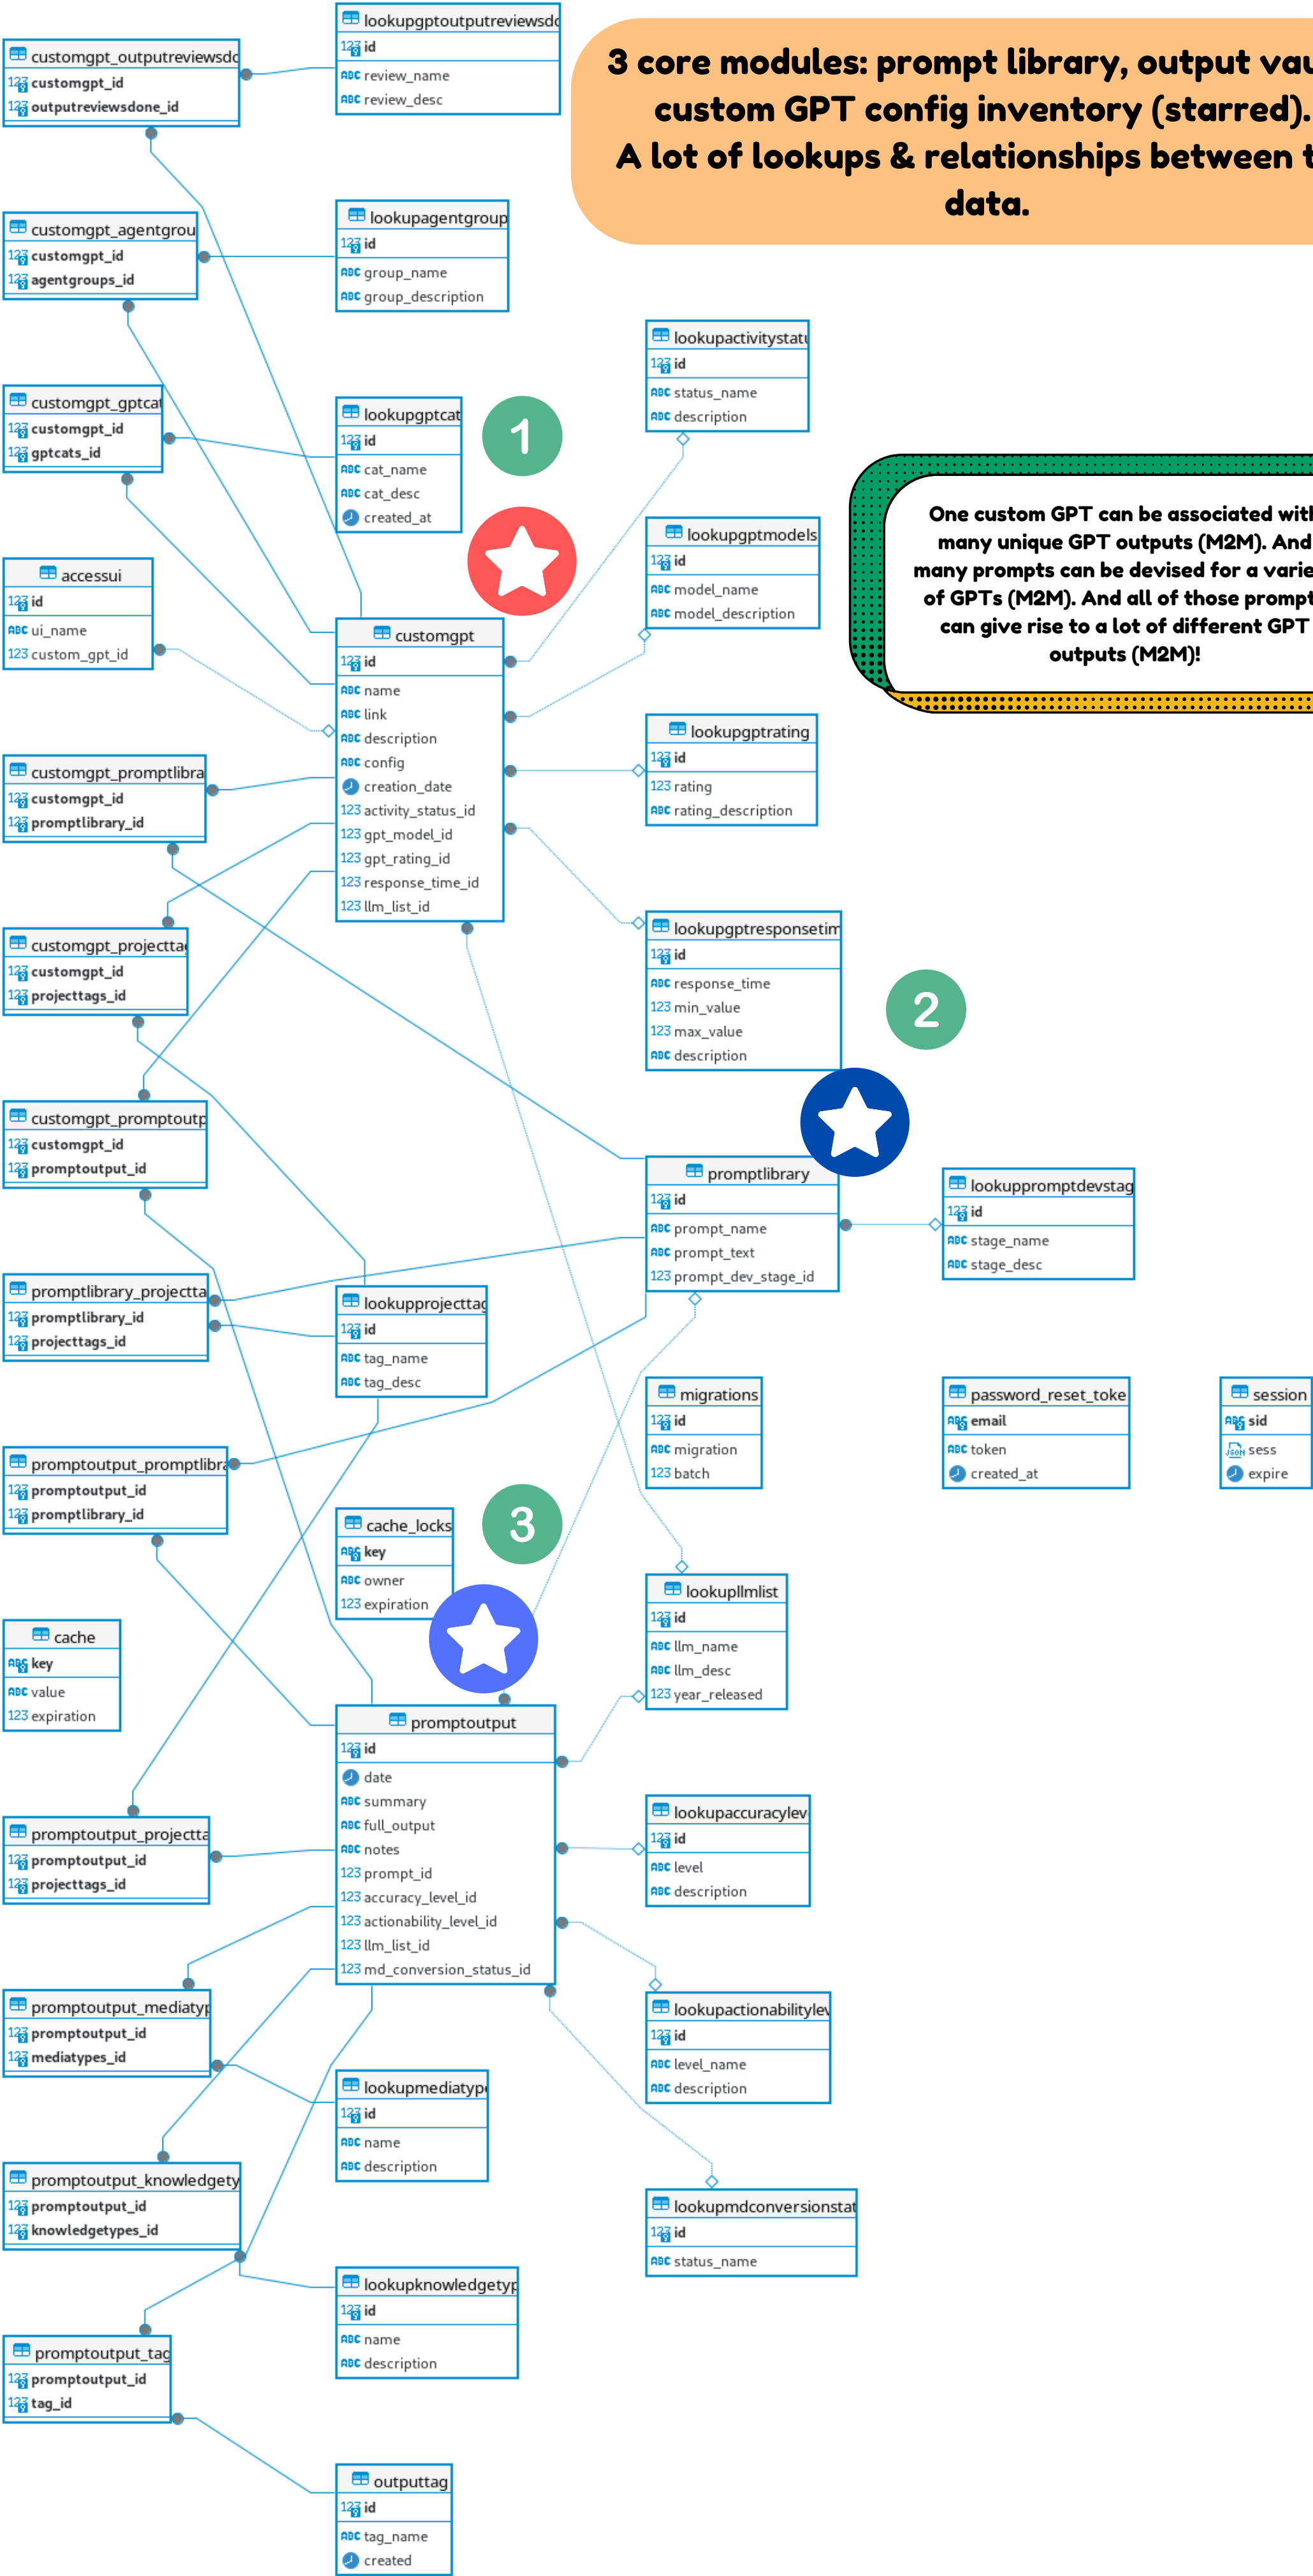 lookupgptoutputreviewsdo
id
review_name
review_desc
customgpt_outputreviewsdo
customgpt_id
outputreviewsdone_id
3 core modules: prompt library, output vau
custom GPT config inventory (starred).
A lot of lookups & relationships between t
data.
customgpt_agentgrou
customgpt_id
agentgroups_id
lookupagentgroup
id
group_name
group_description
lookupactivitystatu
id
status_name
description
customgpt_gptcat
customgpt_id
gptcats_id
lookupgptcat
id
cat_name
cat_desc
created_at
1
One custom GPT can be associated with
many unique GPT outputs (M2M). And
many prompts can be devised for a varie
of GPTs (M2M). And all of those prompt
can give rise to a lot of different GPT
outputs (M2M)!
lookupgptmodels
id
model_name
model_description
accessui
id
ui_name
custom_gpt_id
customgpt
id
name
link
description
config
creation_date
activity_status_id
gpt_model_id
gpt_rating_id
response_time_id
llm_list_id
lookupgptrating
id
rating
rating_description
customgpt_promptlibra
customgpt_id
promptlibrary_id
lookupgptresponsetim
id
response_time
min_value
max_value
description
2
customgpt_projecttag
customgpt_id
projecttags_id
customgpt_promptoutp
customgpt_id
promptoutput_id
promptlibrary
id
prompt_name
prompt_text
prompt_dev_stage_id
lookuppromptdevstag
id
stage_name
stage_desc
promptlibrary_projectta
promptlibrary_id
projecttags_id
lookupprojecttag
id
tag_name
tag_desc
migrations
id
migration
batch
password_reset_toke
email
token
created_at
session
sid
sess
expire
promptoutput_promptlibra
promptoutput_id
promptlibrary_id
cache_locks
key
owner
expiration
3
lookupllmlist
id
llm_name
llm_desc
year_released
cache
key
value
expiration
promptoutput
id
date
summary
full_output
notes
prompt_id
accuracy_level_id
actionability_level_id
llm_list_id
md_conversion_status_id
lookupaccuracylev
id
level
description
promptoutput_projectta
promptoutput_id
projecttags_id
promptoutput_mediatyp
promptoutput_id
mediatypes_id
lookupactionabilitylev
id
level_name
description
lookupmediatype
id
name
description
promptoutput_knowledgety
promptoutput_id
knowledgetypes_id
lookupmdconversionstat
id
status_name
lookupknowledgetyp
id
name
description
promptoutput_tag
promptoutput_id
tag_id
outputtag
id
tag_name
created